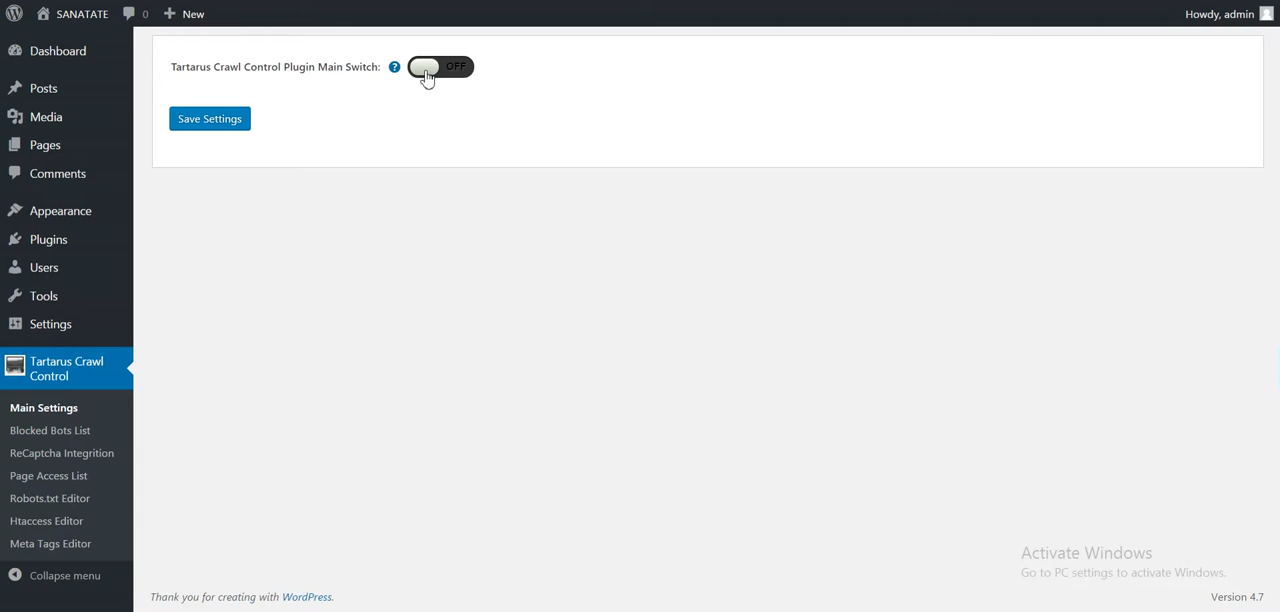 SANATATE 0 New Howdy, admin
Dashboard
Posts
Media
Pages
Comments
Appearance
Plugins
Users
Tools
Settings
Tartarus Crawl
Control
Main Settings
Blocked Bots List
ReCaptcha Integrition
Page Access List
Robots.txt Editor
Htaccess Editor
Meta Tags Editor
Collapse menu
Tartarus Crawl Control Plugin Main Switch: ? OFF
Save Settings
Activate Windows
Go to PC settings to activate Windows.
Thank you for creating with WordPress. Version 4.7